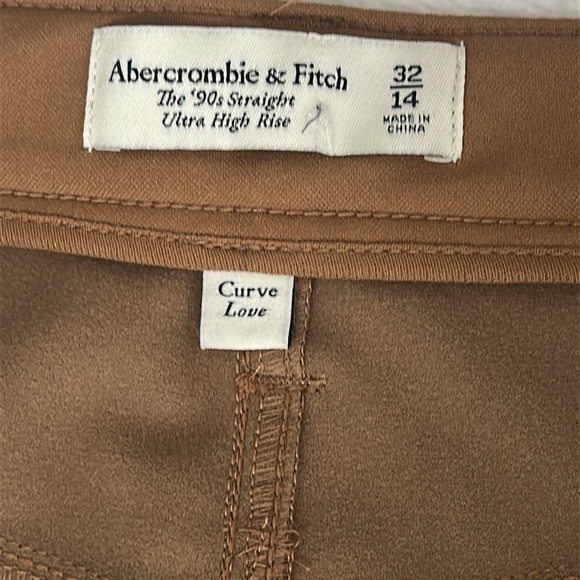 Abercrombie & Fitch
The ‘90s Straight
Ultra High Rise
32
14
MADE IN
CHINA
Curve
Love